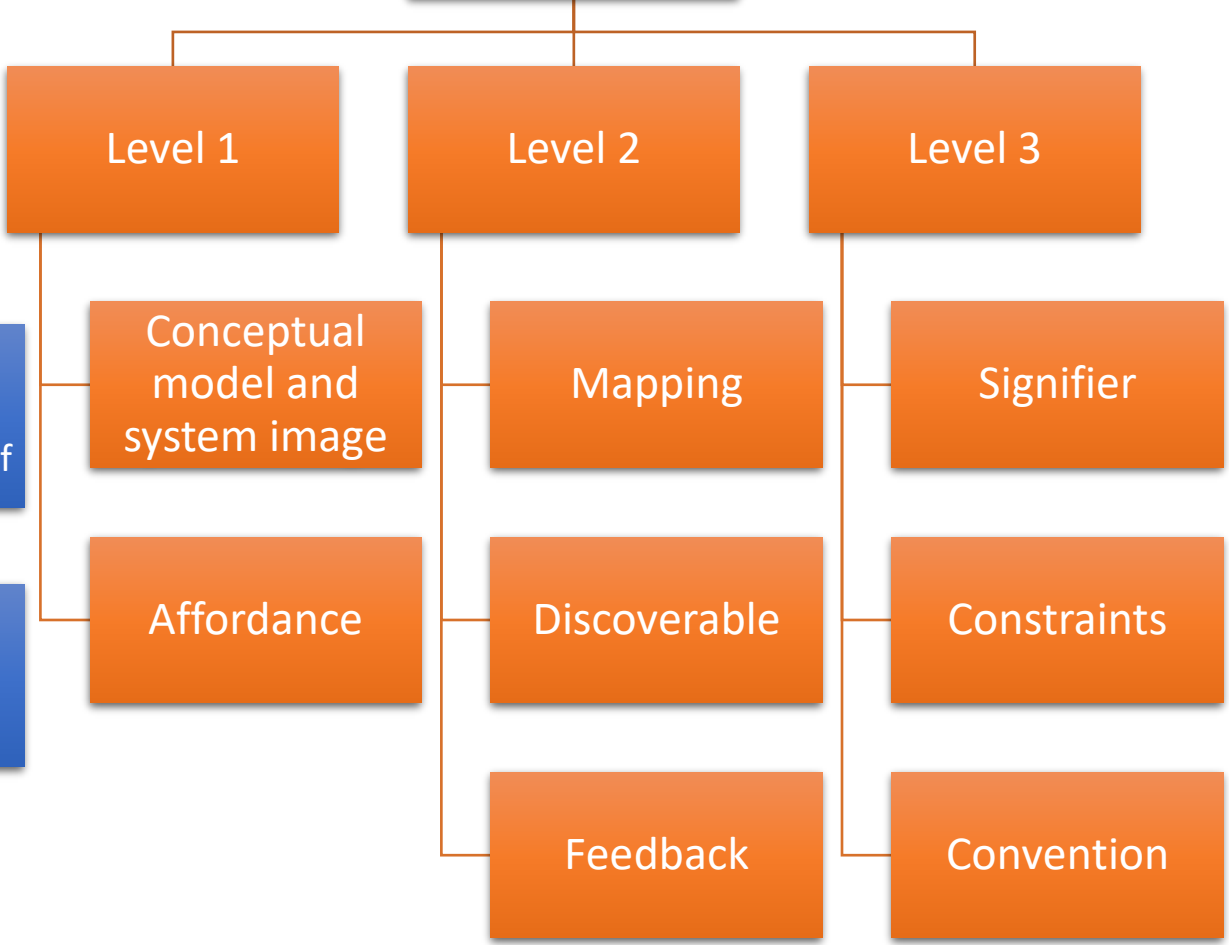 Level 1
Level 2
Level 3
Conceptual
model and
system image
Mapping
Signifier
f
Affordance
Discoverable
Constraints
Feedback
Convention